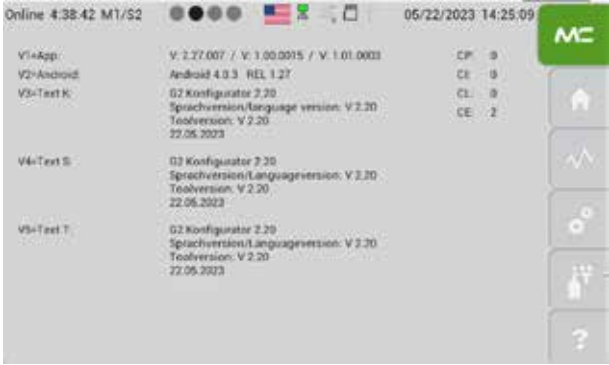 Online 4:38:42 M1/S2 05/22/2023 14:25:09
MC
V1=App: V: 2.27.007 / V: 1.00.0015 / V: 1.01.0003 CP: 0
V2=Android: Android 4.0.3 REL 1.27 CI: 0
V3=Text K: G2 Konfigurator 2.20 CL: 0
Sprachversion/language version: V 2.20 CE: 2
Toolversion: V 2.20
22.05.2023
V4=Text S: G2 Konfigurator 2.20
Sprachversion/Languageversion: V 2.20
Toolversion: V 2.20
22.05.2023
V5=Text T: G2 Konfigurator 2.20
Sprachversion/Languageversion: V 2.20
Toolversion: V 2.20
22.05.2023
?